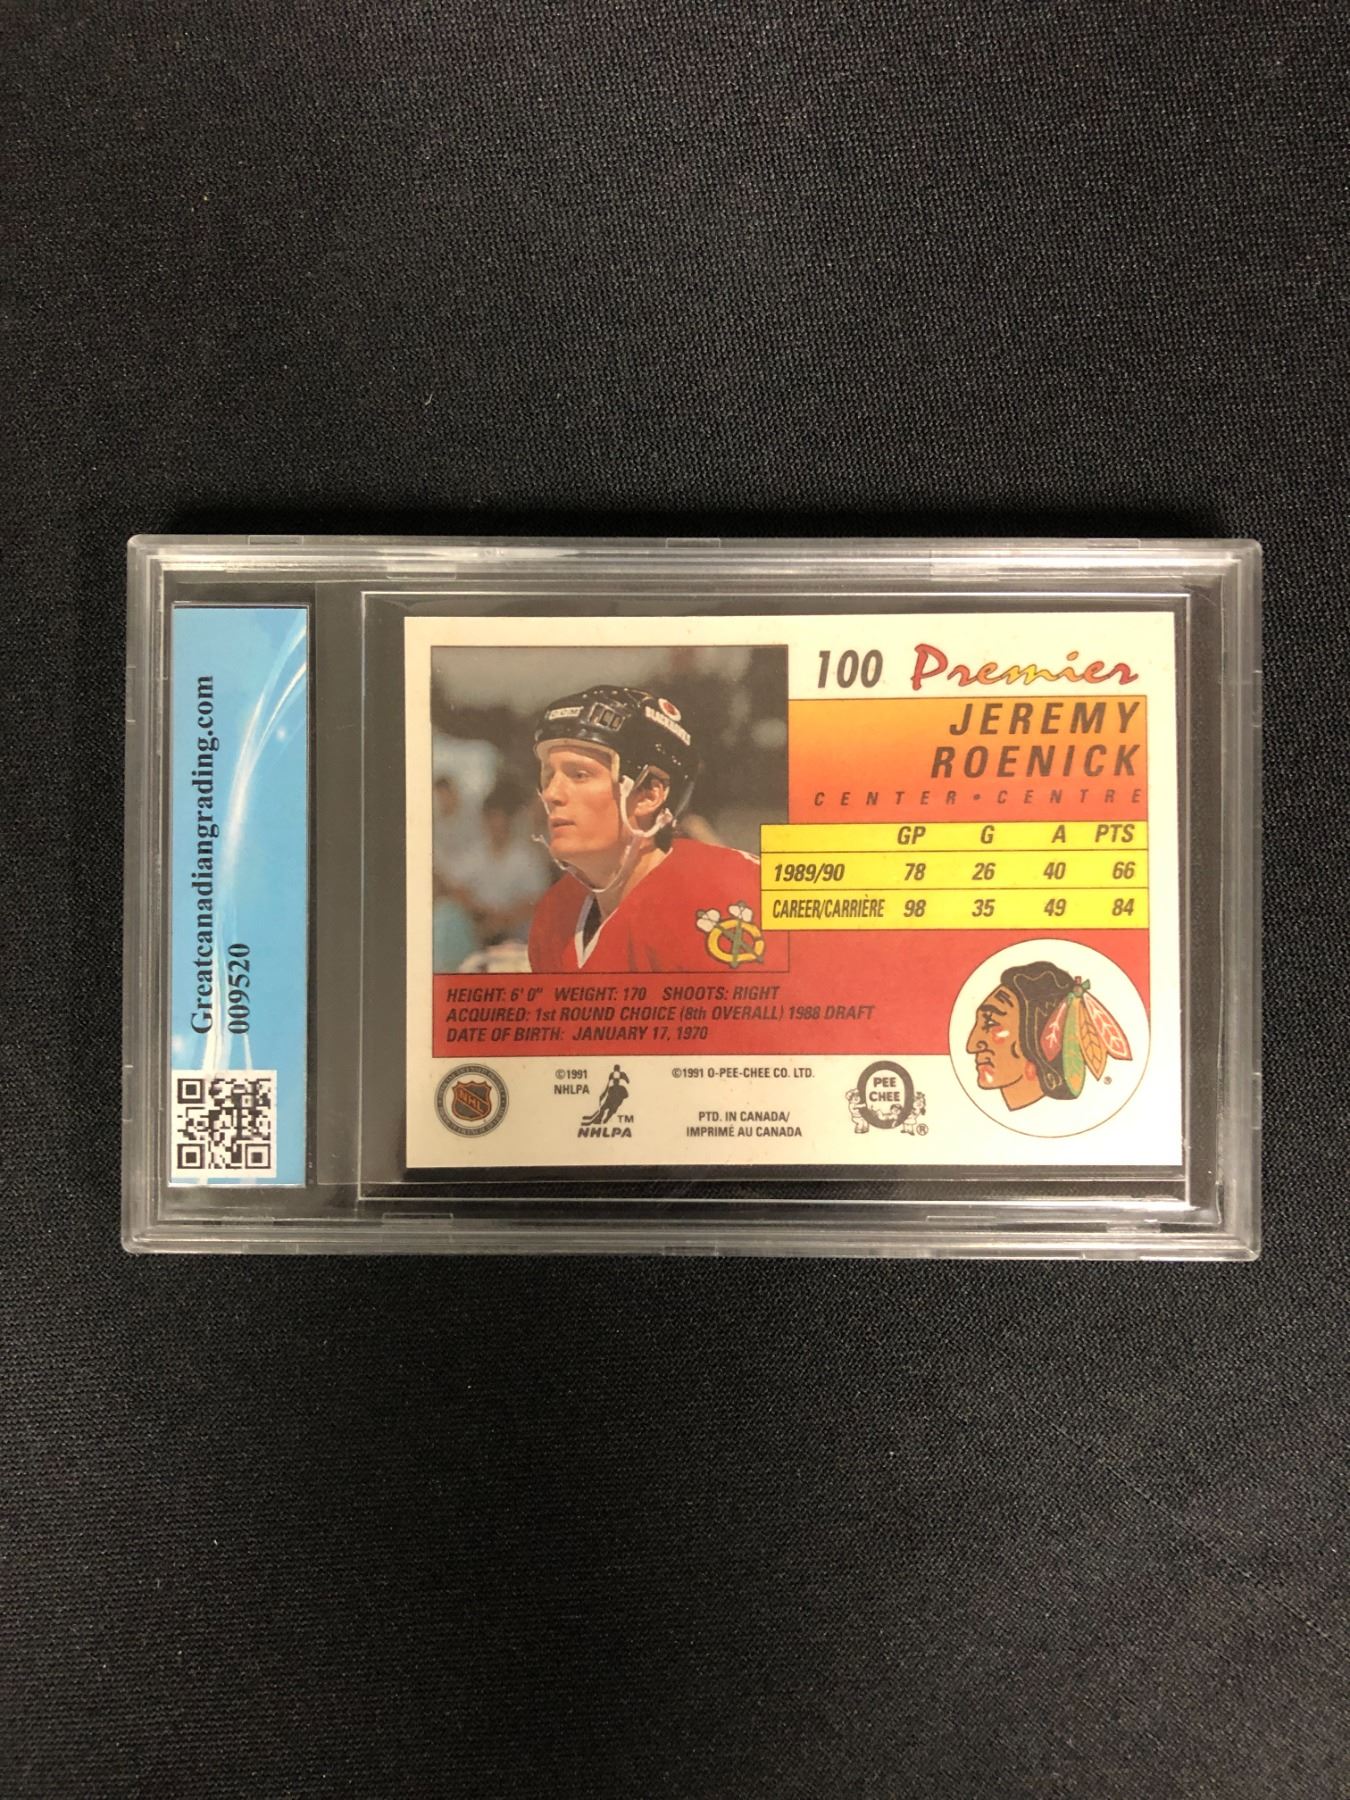 Greatcanadiangrading.com
009520
100 Premier
JEREMY
ROENICK
CENTER • CENTRE
GP G A PTS
1989/90 78 26 40 66
CAREER/CARRIÈRE 98 35 49 84
HEIGHT: 6' 0" WEIGHT: 170 SHOOTS: RIGHT
ACQUIRED: 1st ROUND CHOICE (8th OVERALL) 1988 DRAFT
DATE OF BIRTH: JANUARY 17, 1970
NHL
©1991
NHLPA
TM
NHLPA
©1991 O-PEE-CHEE CO. LTD.
PTD. IN CANADA/
IMPRIMÉ AU CANADA
PEE
CHEE
®
®